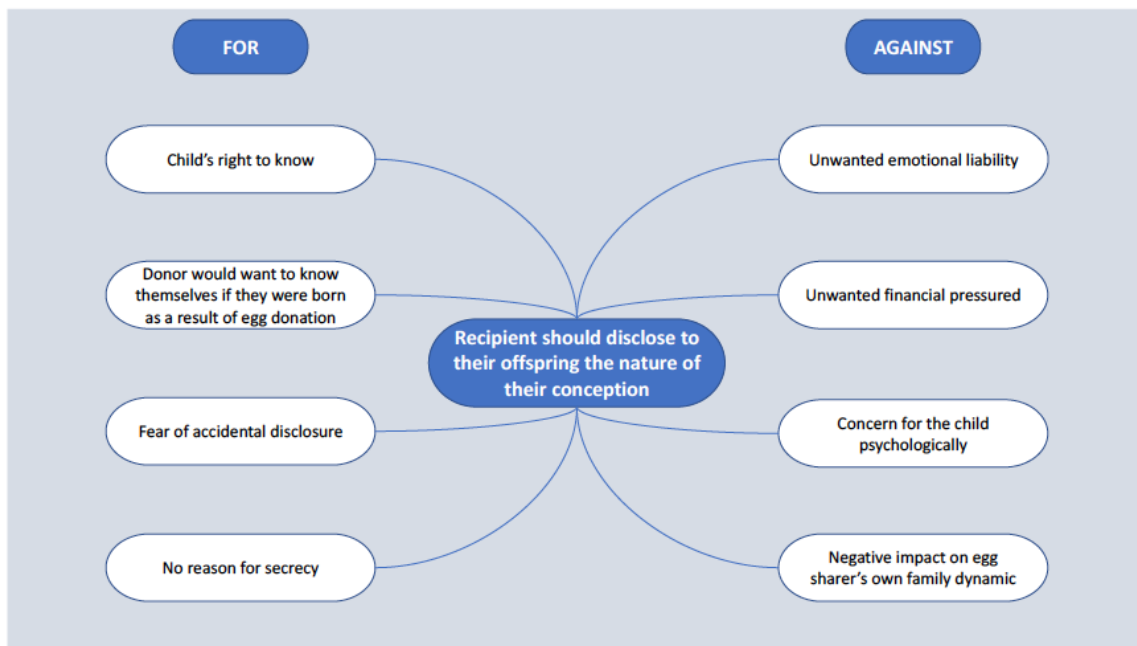 FOR
AGAINST
Child's right to know
Unwanted emotional liability
Donor would want to know
themselves if they were born
as a result of egg donation
Unwanted financial pressured
Recipient should disclose to
their offspring the nature of
their conception
Fear of accidental disclosure
Concern for the child
psychologically
No reason for secrecy
Negative impact on egg
sharer's own family dynamic